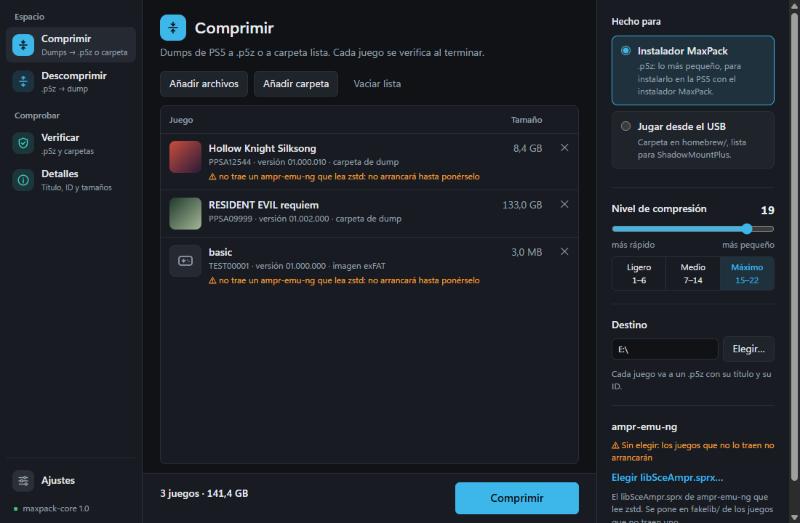 Espacio
Comprimir
Dumps → .p5z o carpeta
Descomprimir
.p5z → dump
Comprobar
Verificar
.p5z y carpetas
Detalles
Título, ID y tamaños
Ajustes
maxpack-core 1.0
Comprimir
Dumps de PS5 a .p5z o a carpeta lista. Cada juego se verifica al terminar.
Añadir archivos
Añadir carpeta
Vaciar lista
Juego
Tamaño
Hollow Knight Silksong
8,4 GB
PPSA12544 · versión 01.000.010 · carpeta de dump
⚠ no trae un ampr-emu-ng que lea zstd: no arrancará hasta ponérselo
RESIDENT EVIL requiem
133,0 GB
PPSA09999 · versión 01.002.000 · carpeta de dump
basic
3,0 MB
TEST00001 · versión 01.000.000 · imagen exFAT
⚠ no trae un ampr-emu-ng que lea zstd: no arrancará hasta ponérselo
3 juegos · 141,4 GB
Comprimir
Hecho para
Instalador MaxPack
.p5z: lo más pequeño, para
instalarlo en la PS5 con el
instalador MaxPack.
Jugar desde el USB
Carpeta en homebrew/, lista
para ShadowMountPlus.
Nivel de compresión
19
más rápido
más pequeño
Ligero
1–6
Medio
7–14
Máximo
15–22
Destino
E:\
Elegir...
Cada juego va a un .p5z con su título y su
ID.
ampr-emu-ng
⚠ Sin elegir: los juegos que no lo traen no
arrancarán
Elegir libSceAmpr.sprx...
El libSceAmpr.sprx de ampr-emu-ng que
lee zstd. Se pone en fakelib/ de los juegos
que no traen uno.